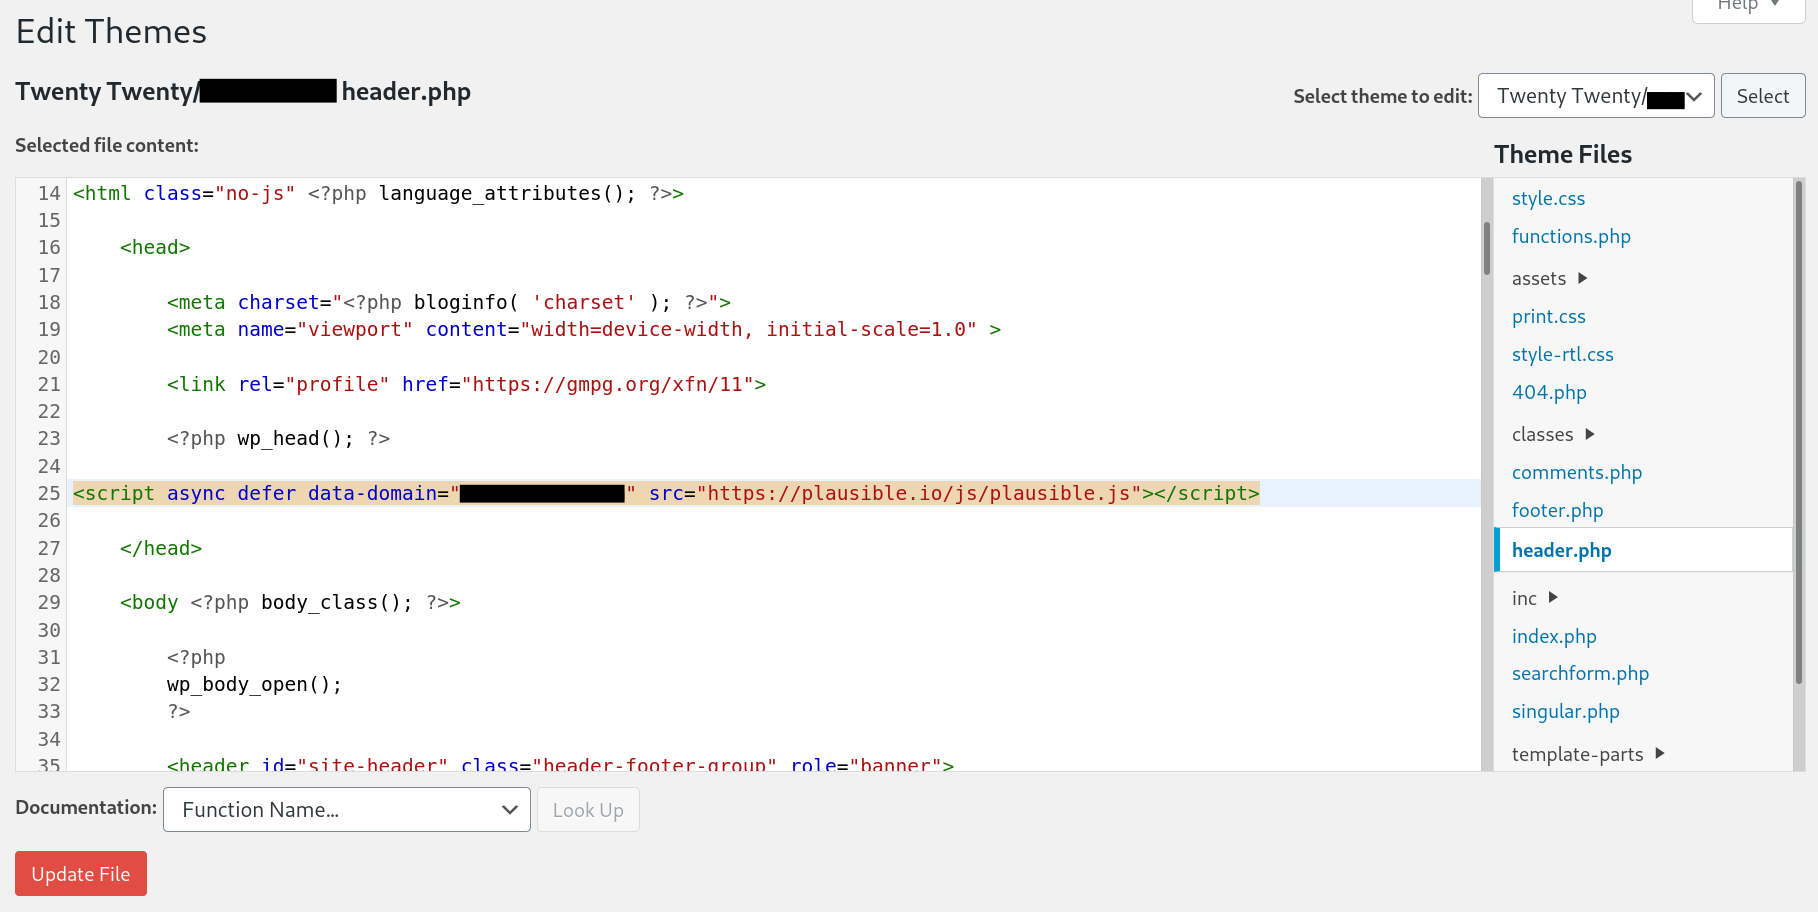 Help
Edit Themes
Twenty Twenty/ header.php
Select theme to edit: Twenty Twenty/ Select
Selected file content:
Theme Files
14 <html class="no-js" <?php language_attributes(); ?>>
15
16 <head>
17
18 <meta charset="<?php bloginfo( 'charset' ); ?>">
19 <meta name="viewport" content="width=device-width, initial-scale=1.0" >
20
21 <link rel="profile" href="https://gmpg.org/xfn/11">
22
23 <?php wp_head(); ?>
24
25 <script async defer data-domain="" src="https://plausible.io/js/plausible.js"></script>
26
27 </head>
28
29 <body <?php body_class(); ?>>
30
31 <?php
32 wp_body_open();
33 ?>
34
35 <header id="site-header" class="header-footer-group" role="banner">
style.css
functions.php
assets
print.css
style-rtl.css
404.php
classes
comments.php
footer.php
header.php
inc
index.php
searchform.php
singular.php
template-parts
Documentation: Function Name... Look Up
Update File